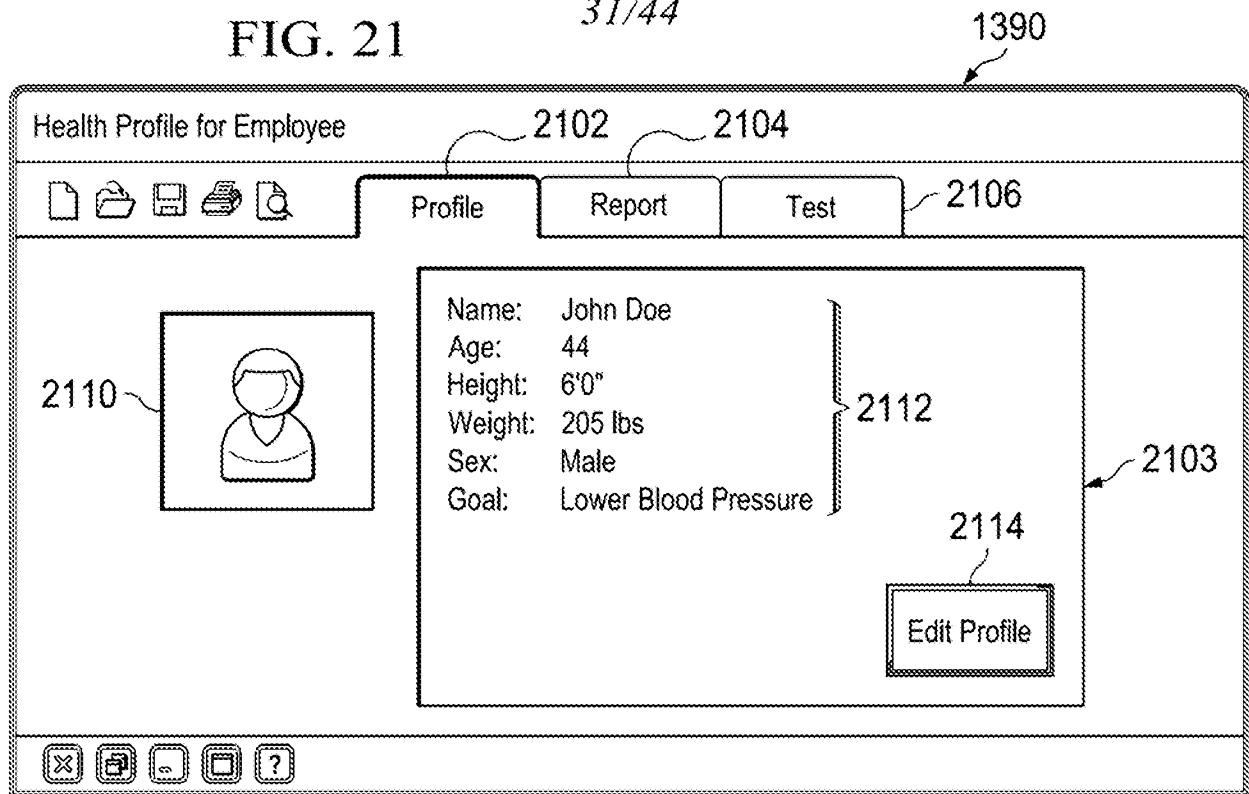 31/44
FIG. 21
1390
Health Profile for Employee
2102
2104
Profile
Report
Test
2106
Name: John Doe
Age: 44
Height: 6'0"
Weight: 205 lbs
Sex: Male
Goal: Lower Blood Pressure
2110
2112
2103
2114
Edit Profile
?